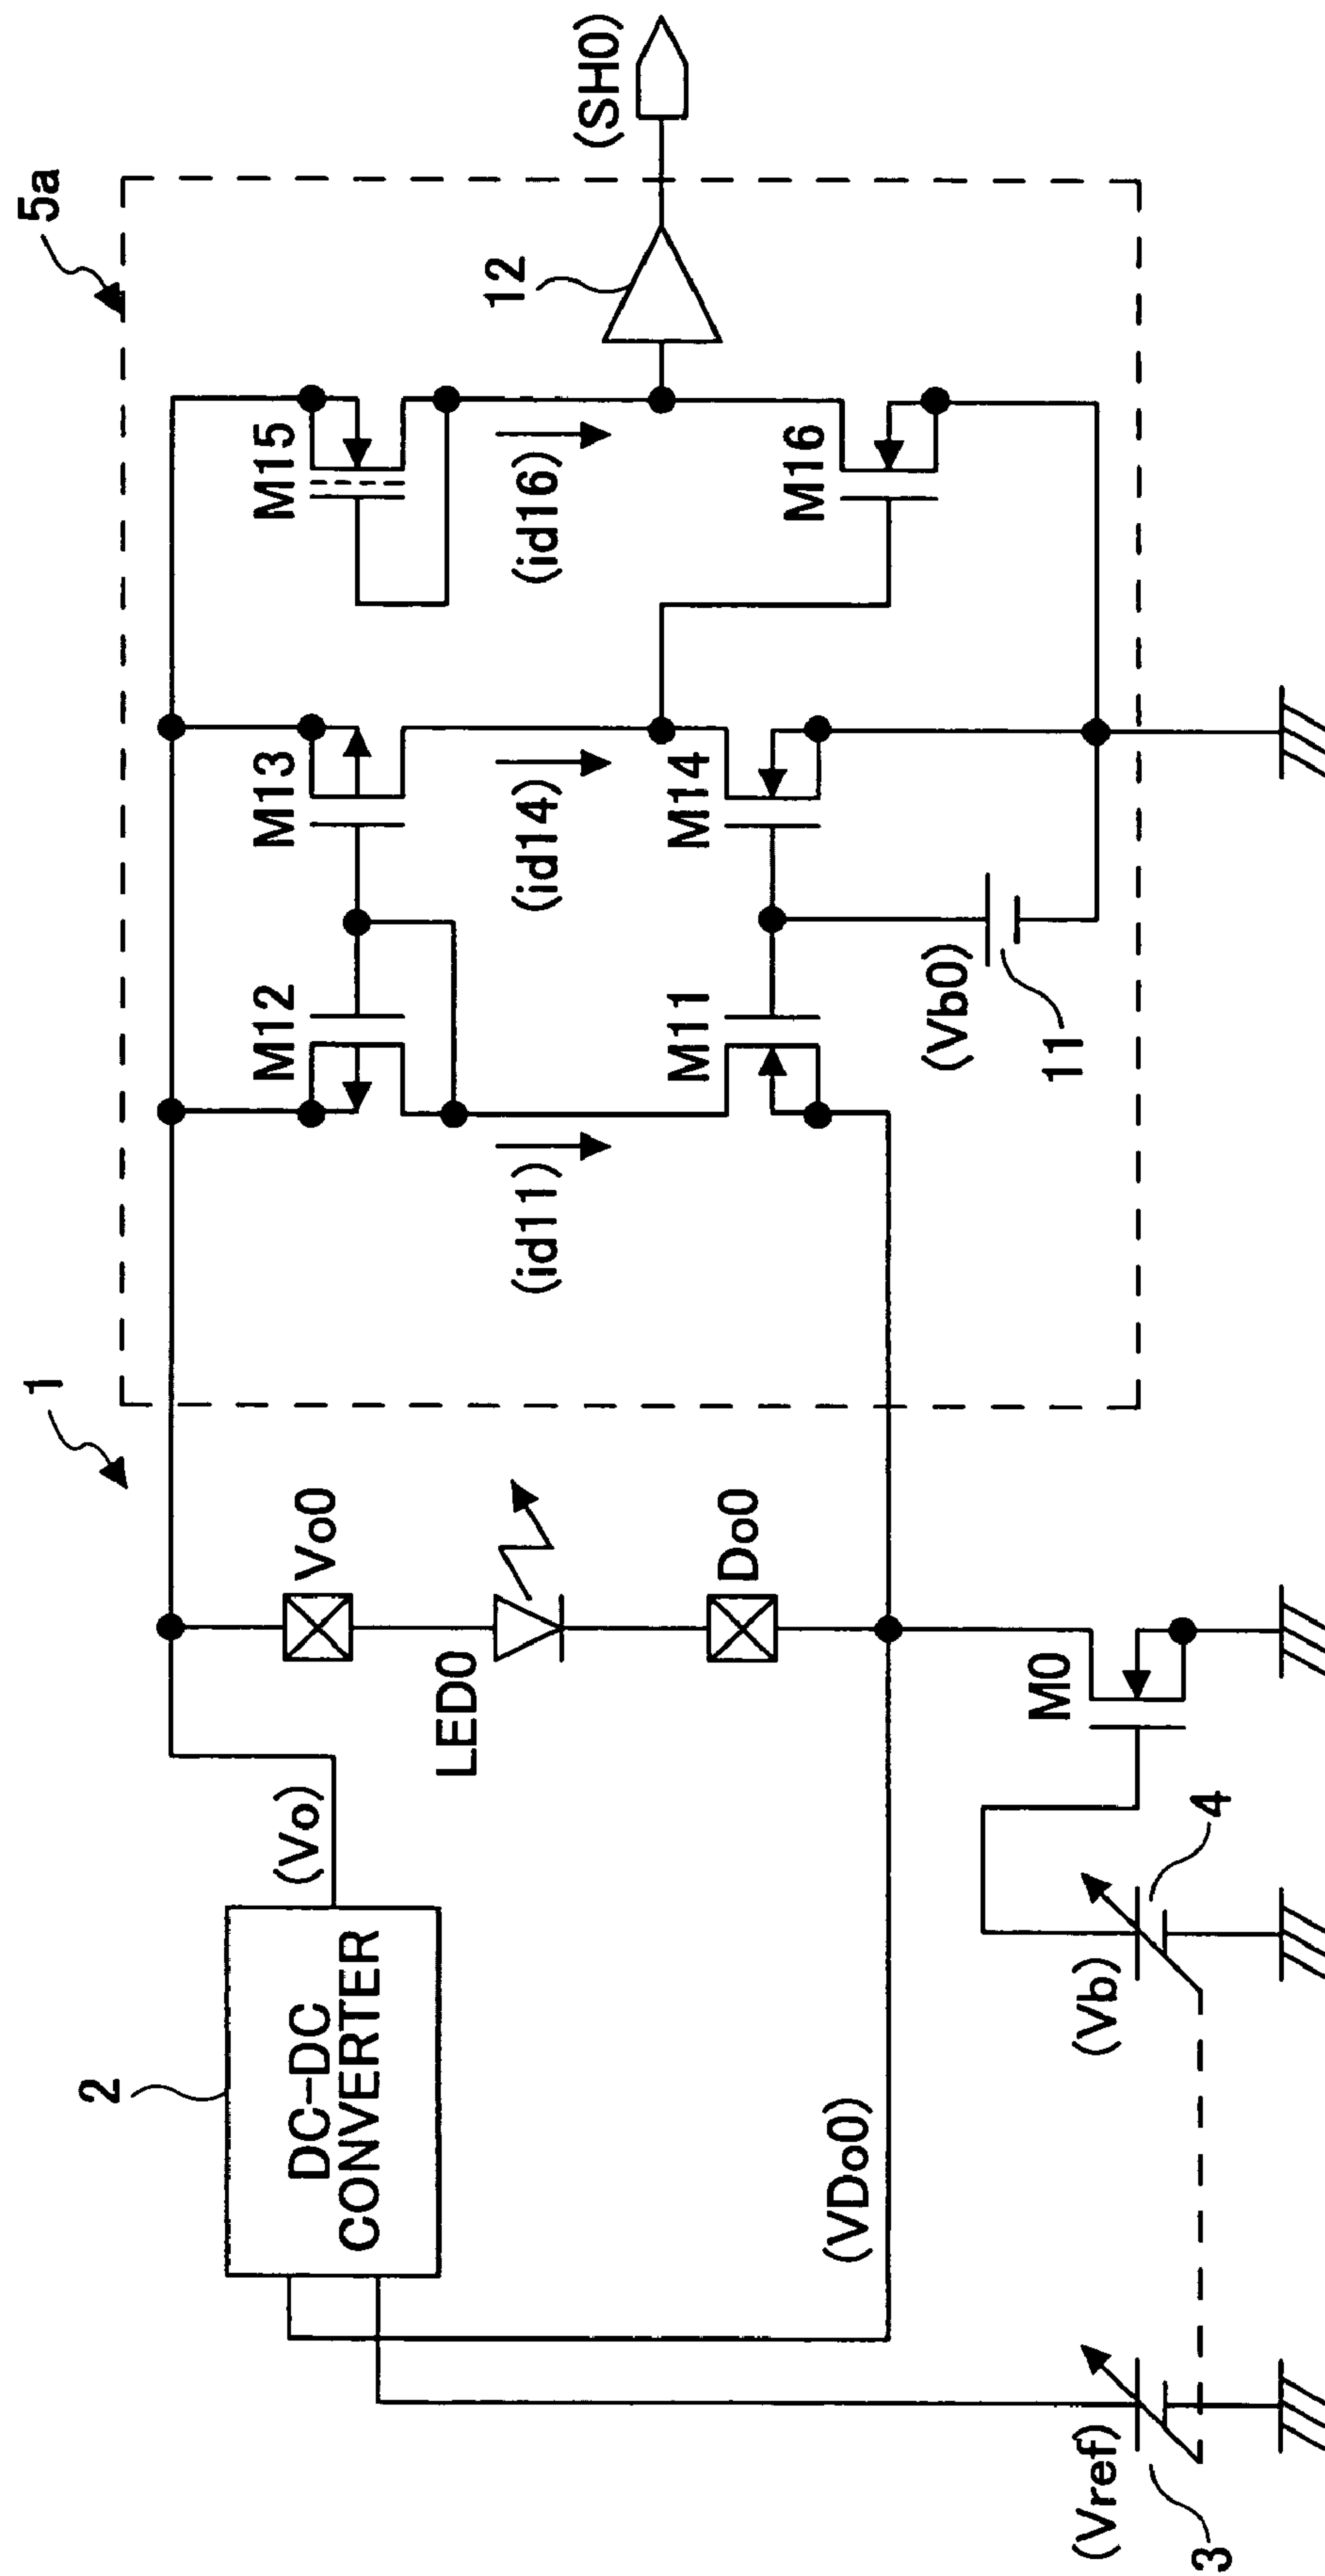 1
5a
2
DC-DC
CONVERTER
(Vo)
Vo0
LED0
Do0
(VDo0)
M0
(Vref)
3
(Vb)
4
M12
M13
M15
(id11)
(id14)
(id16)
M11
M14
M16
(Vb0)
11
12
(SH0)